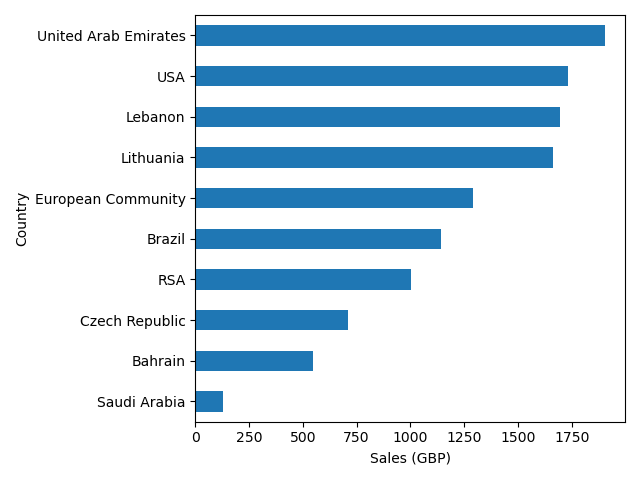 United Arab Emirates
USA
Lebanon
Lithuania
European Community
Brazil
RSA
Czech Republic
Bahrain
Saudi Arabia
Country
0 250 500 750 1000 1250 1500 1750
Sales (GBP)